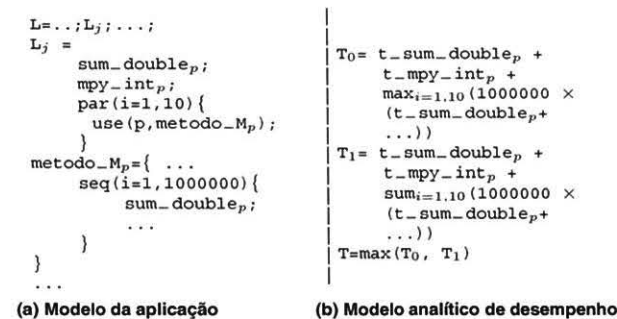 L=..;Lj;...;
Lj =
sum_doublep;
mpy_intp;
par(i=1,10){
use(p,metodo_Mp);
}
metodo_Mp={ ...
seq(i=1,1000000){
sum_doublep;
...
}
}
...
(a) Modelo da aplicação
T0= t_sum_doublep +
t_mpy_intp +
maxi=1,10(1000000 ×
(t_sum_doublep+
...))
T1= t_sum_doublep +
t_mpy_intp +
sumi=1,10(1000000 ×
(t_sum_doublep+
...))
T=max(T0, T1)
(b) Modelo analítico de desempenho